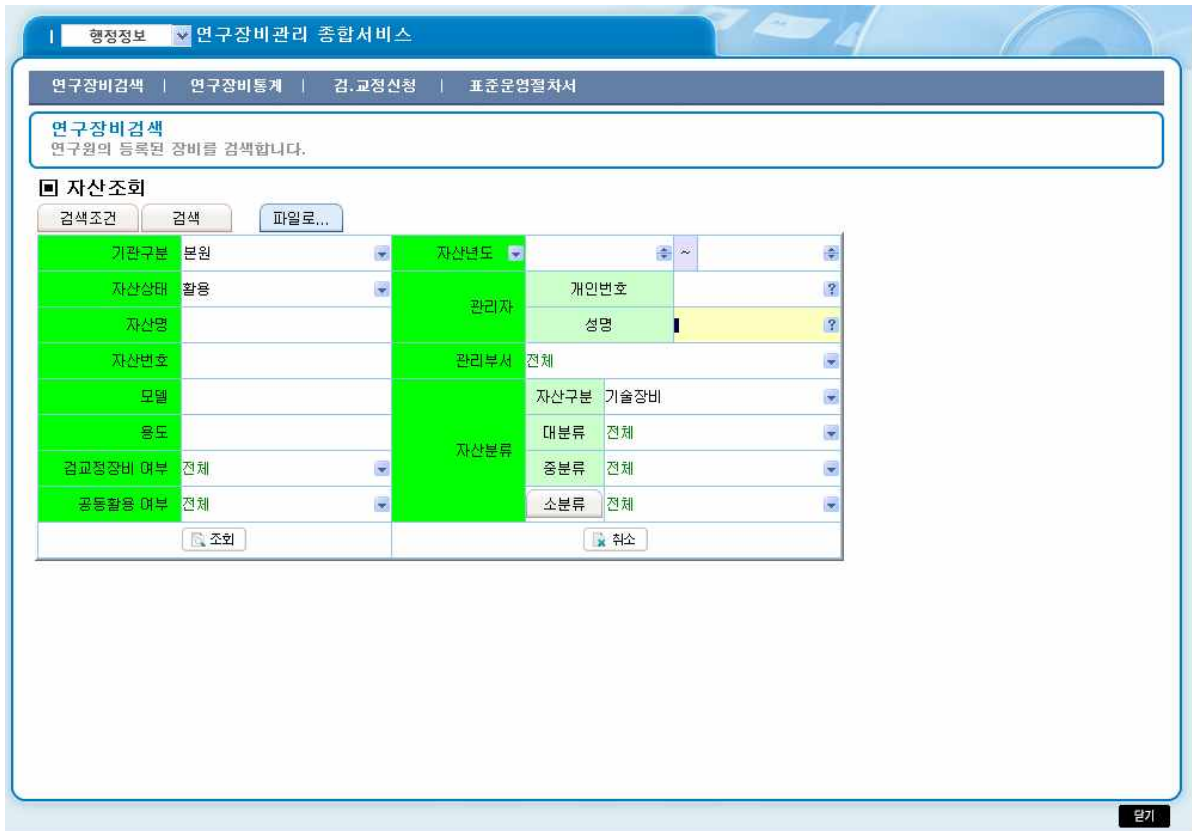 | 행정정보 연구장비관리 종합서비스
연구장비검색 | 연구장비통계 | 검.교정신청 | 표준운영절차서
연구장비검색
연구원의 등록된 장비를 검색합니다.
자산조회
검색조건 검색 파일로...
기관구분 본원 자산년도 ~
자산상태 활용 관리자 개인번호 ?
자산명 성명 ?
자산번호 관리부서 전체
모델 자산분류 자산구분 기술장비
용도 대분류 전체
검교정장비 여부 전체 중분류 전체
공동활용 여부 전체 소분류 전체
조회 취소
닫기